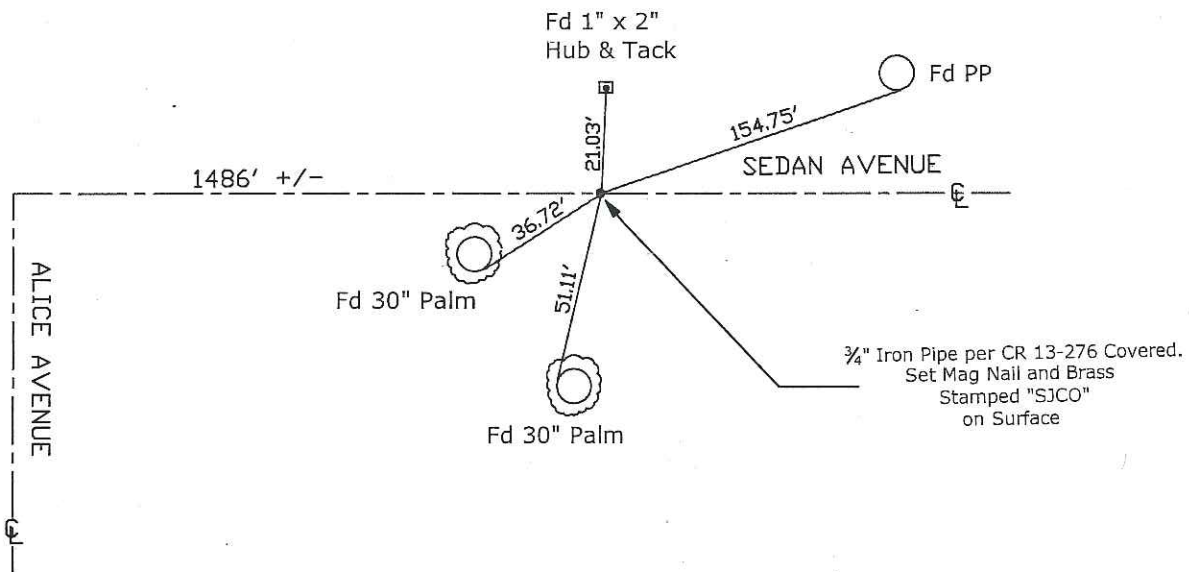 Fd 1" x 2"
Hub & Tack
Fd PP
154.75'
21.03'
SEDAN AVENUE
1486' +/-
℄
36.72'
Fd 30" Palm
51.11'
ALICE AVENUE
¾" Iron Pipe per CR 13-276 Covered.
Set Mag Nail and Brass
Stamped "SJCO"
on Surface
Fd 30" Palm
℄